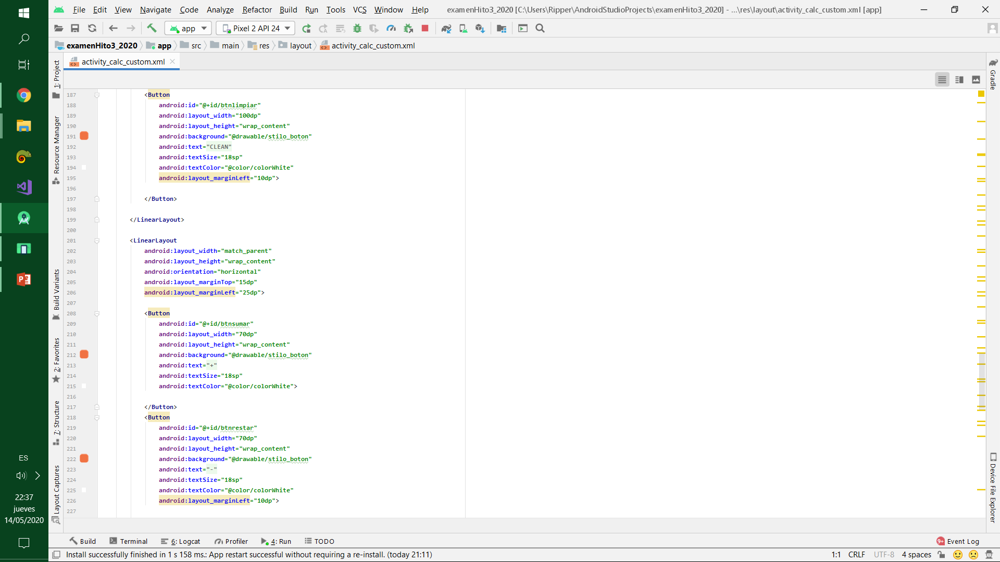 File Edit View Navigate Code Analyze Refactor Build Run Tools VCS Window Help examenHito3_2020 [C:\Users\Ripper\AndroidStudioProjects\examenHito3_2020] - ...\res\layout\activity_calc_custom.xml [app]
app Pixel 2 API 24
examenHito3_2020 app src main res layout activity_calc_custom.xml
activity_calc_custom.xml
1: Project
Resource Manager
Build Variants
2: Favorites
7: Structure
Layout Captures
187 <Button
188 android:id="@+id/btnlimpiar"
189 android:layout_width="100dp"
190 android:layout_height="wrap_content"
191 android:background="@drawable/stilo_boton"
192 android:text="CLEAN"
193 android:textSize="18sp"
194 android:textColor="@color/colorWhite"
195 android:layout_marginLeft="10dp">
196
197 </Button>
198
199 </LinearLayout>
200
201 <LinearLayout
202 android:layout_width="match_parent"
203 android:layout_height="wrap_content"
204 android:orientation="horizontal"
205 android:layout_marginTop="15dp"
206 android:layout_marginLeft="25dp">
207
208 <Button
209 android:id="@+id/btnsumar"
210 android:layout_width="70dp"
211 android:layout_height="wrap_content"
212 android:background="@drawable/stilo_boton"
213 android:text="+"
214 android:textSize="18sp"
215 android:textColor="@color/colorWhite">
216
217 </Button>
218 <Button
219 android:id="@+id/btnrestar"
220 android:layout_width="70dp"
221 android:layout_height="wrap_content"
222 android:background="@drawable/stilo_boton"
223 android:text="-"
224 android:textSize="18sp"
225 android:textColor="@color/colorWhite"
226 android:layout_marginLeft="10dp">
227
Gradle
Device File Explorer
ES
22:37
jueves
14/05/2020
Build Terminal 6: Logcat Profiler 4: Run TODO 9+ Event Log
Install successfully finished in 1 s 158 ms.: App restart successful without requiring a re-install. (today 21:11) 1:1 CRLF UTF-8 4 spaces